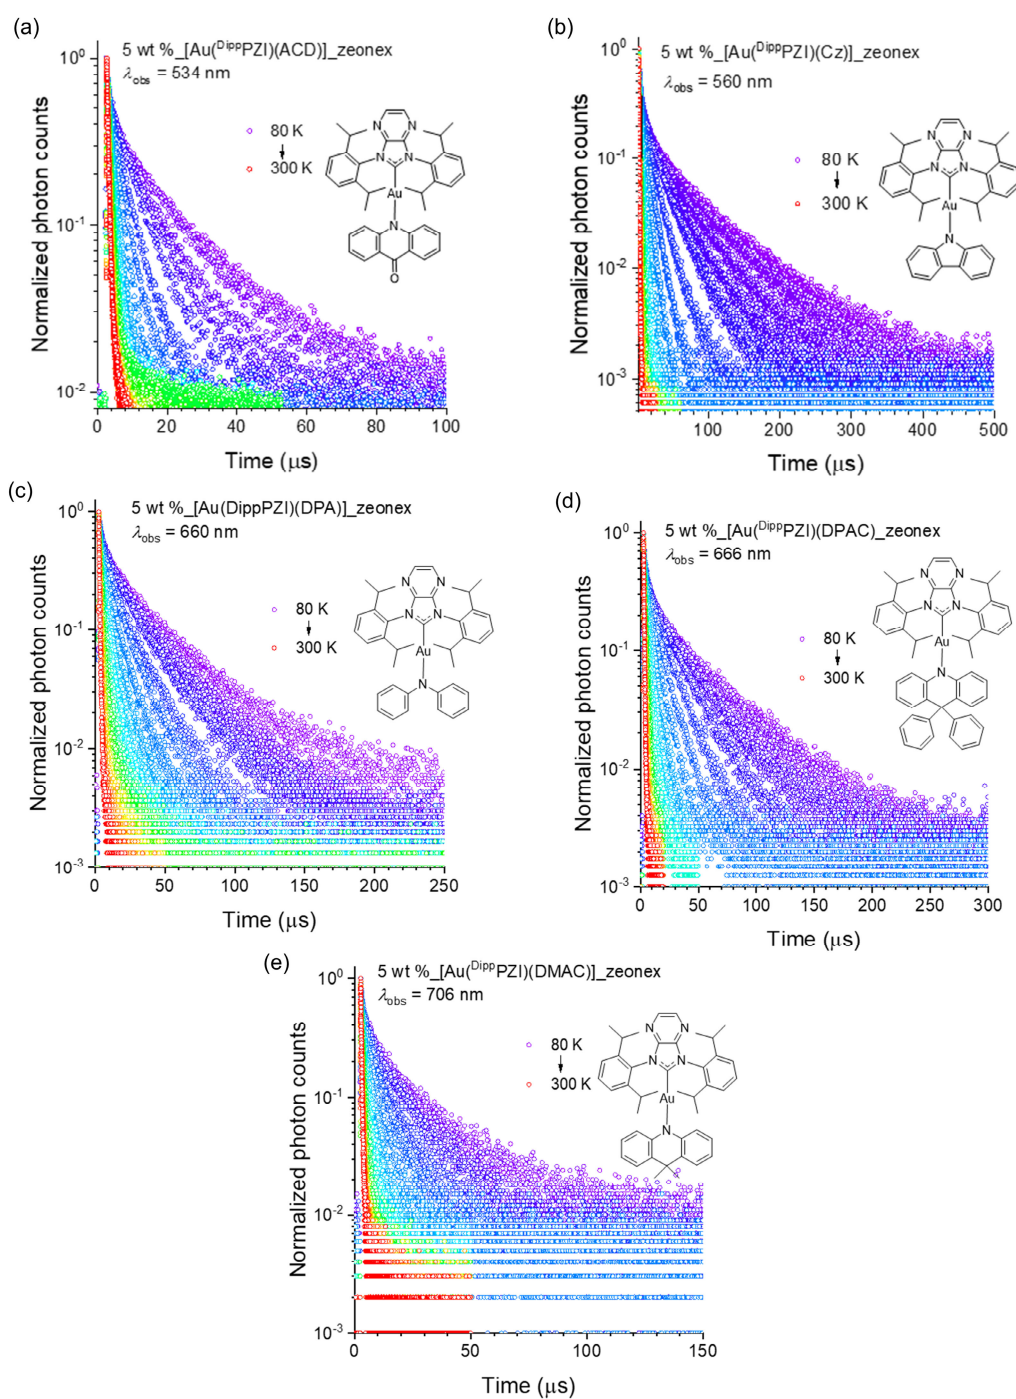 (a)
5 wt %_[Au(ᴰⁱᵖᵖPZI)(ACD)]_zeonex
λobs = 534 nm
80 K
300 K
N N
N N
Au
N
O
Normalized photon counts
10⁰
10⁻¹
10⁻²
0 20 40 60 80 100
Time (μs)
(b)
5 wt %_[Au(ᴰⁱᵖᵖPZI)(Cz)]_zeonex
λobs = 560 nm
80 K
300 K
N N
N N
Au
N
Normalized photon counts
10⁰
10⁻¹
10⁻²
10⁻³
100 200 300 400 500
Time (μs)
(c)
5 wt %_[Au(DippPZI)(DPA)]_zeonex
λobs = 660 nm
80 K
300 K
N N
N N
Au
N
Normalized photon counts
10⁰
10⁻¹
10⁻²
10⁻³
0 50 100 150 200 250
Time (μs)
(d)
5 wt %_[Au(ᴰⁱᵖᵖPZI)(DPAC)_zeonex
λobs = 666 nm
80 K
300 K
N N
N N
Au
N
Normalized photon counts
10⁰
10⁻¹
10⁻²
10⁻³
0 50 100 150 200 250 300
Time (μs)
(e)
5 wt %_[Au(ᴰⁱᵖᵖPZI)(DMAC)]_zeonex
λobs = 706 nm
80 K
300 K
N N
N N
Au
N
Normalized photon counts
10⁰
10⁻¹
10⁻²
10⁻³
0 50 100 150
Time (μs)